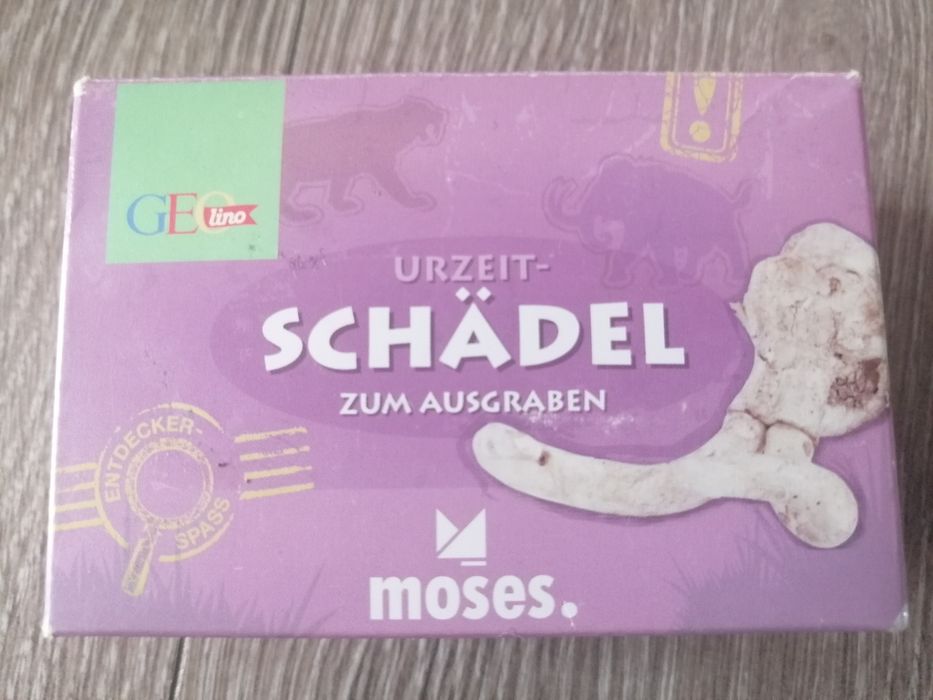 GEO lino
URZEIT-
SCHÄDEL
ZUM AUSGRABEN
ENTDECKER-
SPASS
moses.